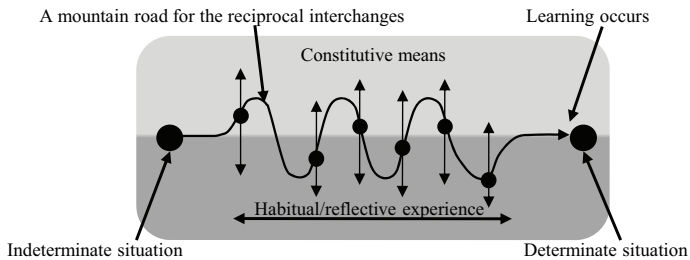 A mountain road for the reciprocal interchanges
Learning occurs
Constitutive means
Habitual/reflective experience
Indeterminate situation
Determinate situation